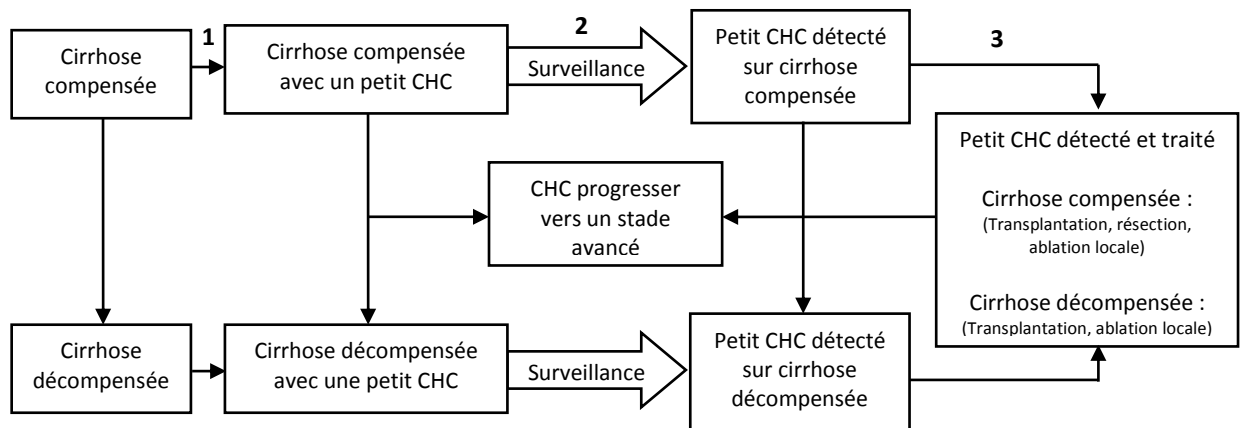 1
2
3
Cirrhose
compensée
Cirrhose compensée
avec un petit CHC
Surveillance
Petit CHC détecté
sur cirrhose
compensée
CHC progresser
vers un stade
avancé
Petit CHC détecté et traité
Cirrhose compensée :
(Transplantation, résection,
ablation locale)
Cirrhose décompensée :
(Transplantation, ablation locale)
Cirrhose
décompensée
Cirrhose décompensée
avec une petit CHC
Surveillance
Petit CHC détecté
sur cirrhose
décompensée